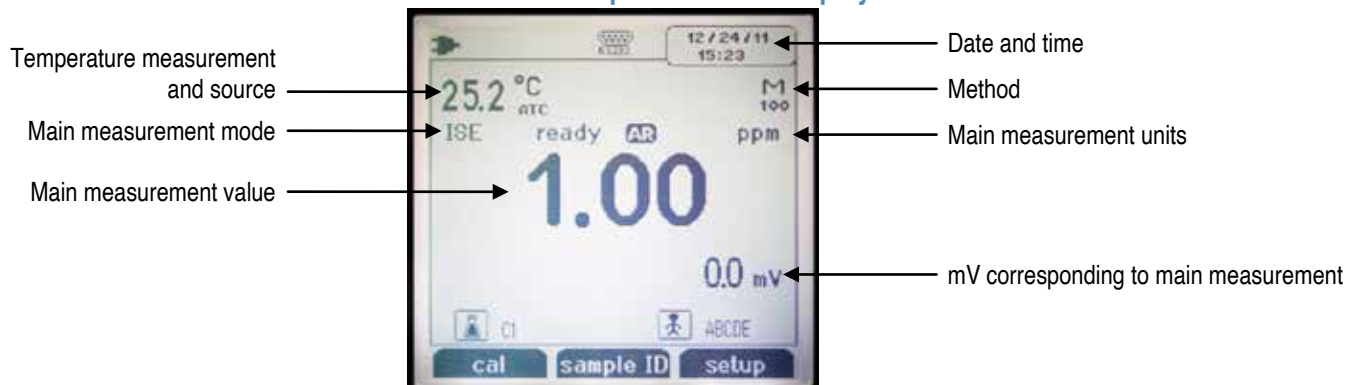 Date and time
12/24/11
15:23
Temperature measurement
and source
25.2 °C
ATC
M
100
Method
Main measurement mode
ISE
ready
AR
ppm
Main measurement units
Main measurement value
1.00
0.0 mV
mV corresponding to main measurement
C1
ABCDE
cal
sample ID
setup